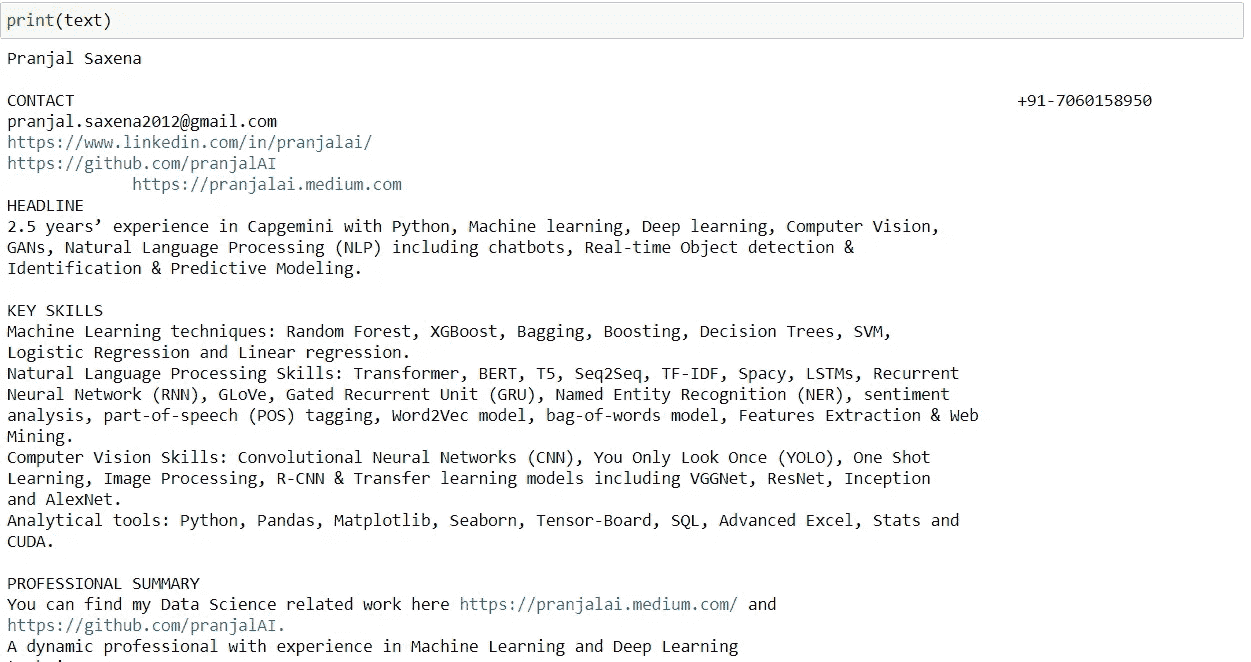 print(text)
Pranjal Saxena
CONTACT +91-7060158950
pranjal.saxena2012@gmail.com
https://www.linkedin.com/in/pranjalai/
https://github.com/pranjalAI
https://pranjalai.medium.com
HEADLINE
2.5 years’ experience in Capgemini with Python, Machine learning, Deep learning, Computer Vision,
GANs, Natural Language Processing (NLP) including chatbots, Real-time Object detection &
Identification & Predictive Modeling.
KEY SKILLS
Machine Learning techniques: Random Forest, XGBoost, Bagging, Boosting, Decision Trees, SVM,
Logistic Regression and Linear regression.
Natural Language Processing Skills: Transformer, BERT, T5, Seq2Seq, TF-IDF, Spacy, LSTMs, Recurrent
Neural Network (RNN), GLoVe, Gated Recurrent Unit (GRU), Named Entity Recognition (NER), sentiment
analysis, part-of-speech (POS) tagging, Word2Vec model, bag-of-words model, Features Extraction & Web
Mining.
Computer Vision Skills: Convolutional Neural Networks (CNN), You Only Look Once (YOLO), One Shot
Learning, Image Processing, R-CNN & Transfer learning models including VGGNet, ResNet, Inception
and AlexNet.
Analytical tools: Python, Pandas, Matplotlib, Seaborn, Tensor-Board, SQL, Advanced Excel, Stats and
CUDA.
PROFESSIONAL SUMMARY
You can find my Data Science related work here https://pranjalai.medium.com/ and
https://github.com/pranjalAI.
A dynamic professional with experience in Machine Learning and Deep Learning